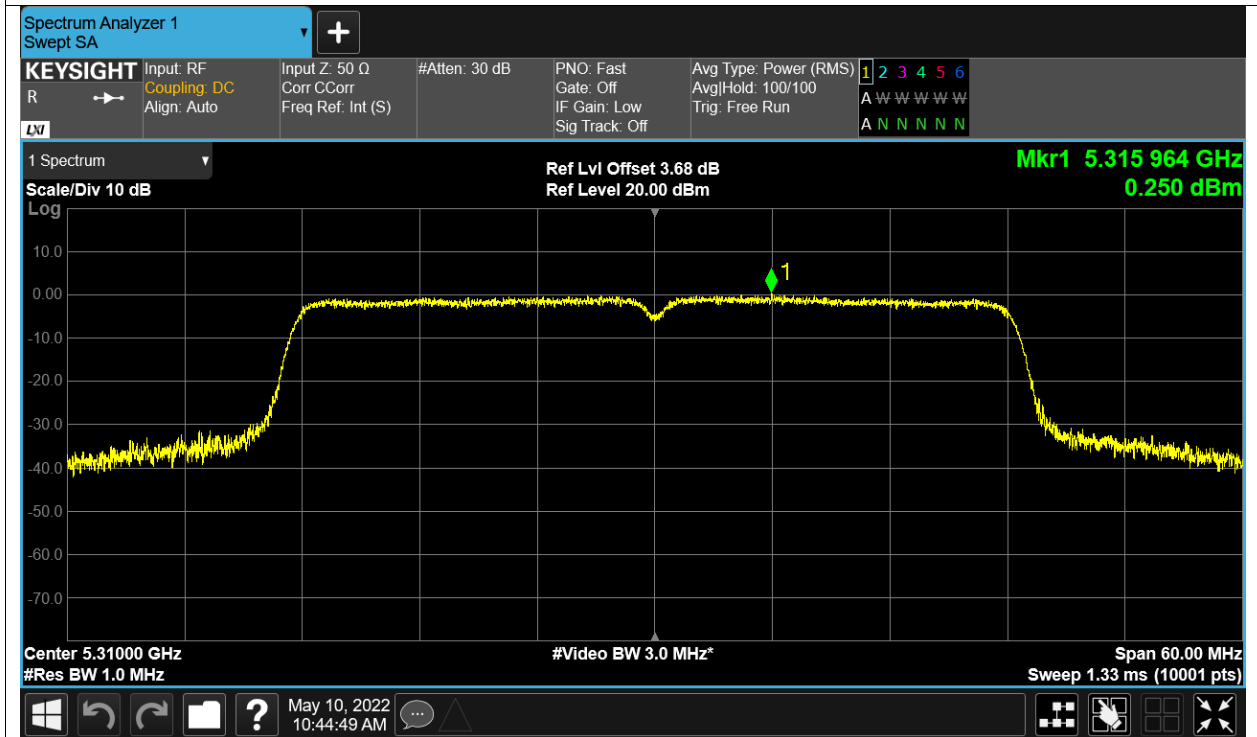 Spectrum Analyzer 1
Swept SA
+
KEYSIGHT
R
LXI
Input: RF
Coupling: DC
Align: Auto
Input Z: 50 Ω
Corr CCorr
Freq Ref: Int (S)
#Atten: 30 dB
PNO: Fast
Gate: Off
IF Gain: Low
Sig Track: Off
Avg Type: Power (RMS)
Avg|Hold: 100/100
Trig: Free Run
1 2 3 4 5 6
A W W W W W
A N N N N N
1 Spectrum
Scale/Div 10 dB
Log
Ref Lvl Offset 3.68 dB
Ref Level 20.00 dBm
Mkr1 5.315 964 GHz
0.250 dBm
10.0
0.00
-10.0
-20.0
-30.0
-40.0
-50.0
-60.0
-70.0
1
Center 5.31000 GHz
#Res BW 1.0 MHz
#Video BW 3.0 MHz*
Span 60.00 MHz
Sweep 1.33 ms (10001 pts)
?
May 10, 2022
10:44:49 AM